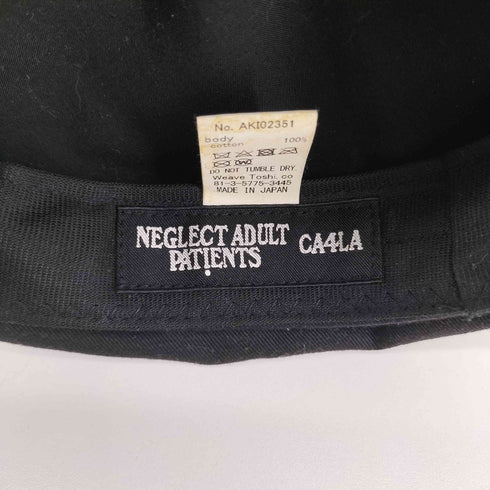 No. AKI02351
body
cotton 100%
DO NOT TUMBLE DRY.
Weave Toshi. co
81-3-5775-3445
MADE IN JAPAN
NEGLECT ADULT
PATIENTS
CA4LA